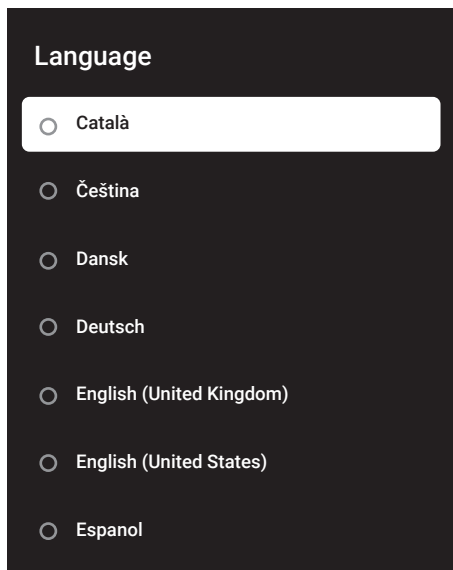 Language
Català
Čeština
Dansk
Deutsch
English (United Kingdom)
English (United States)
Espanol